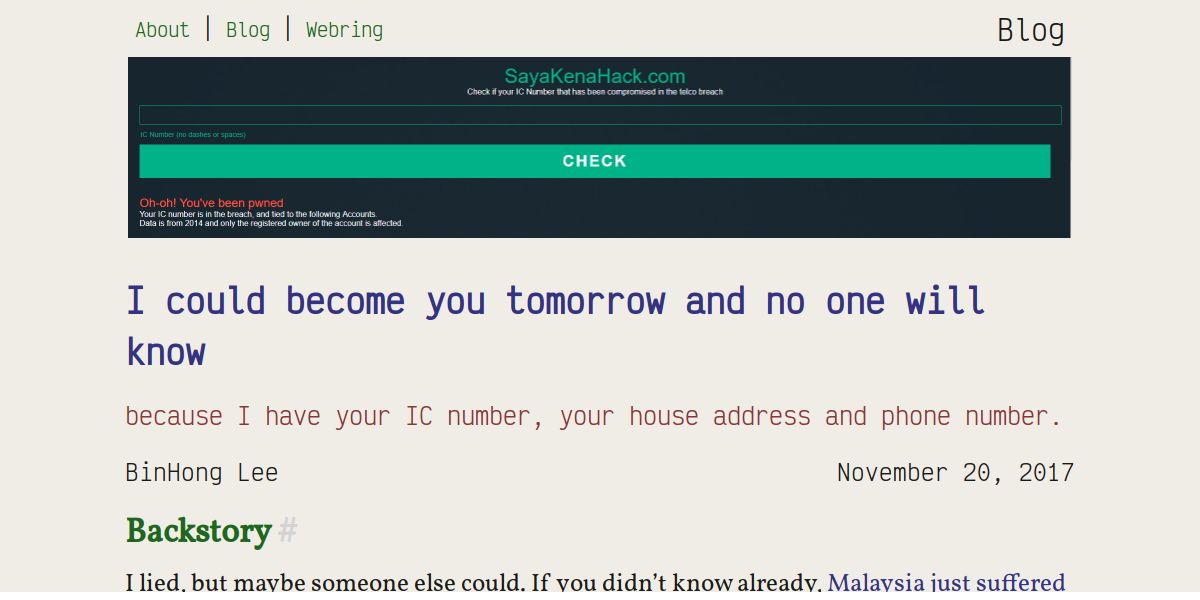 About | Blog | Webring
Blog
SayaKenaHack.com
Check if your IC Number that has been compromised in the telco breach
IC Number (no dashes or spaces)
CHECK
Oh-oh! You've been pwned
Your IC number is in the breach, and tied to the following Accounts.
Data is from 2014 and only the registered owner of the account is affected.
I could become you tomorrow and no one will
know
because I have your IC number, your house address and phone number.
BinHong Lee
November 20, 2017
Backstory #
I lied, but maybe someone else could. If you didn’t know already, Malaysia just suffered